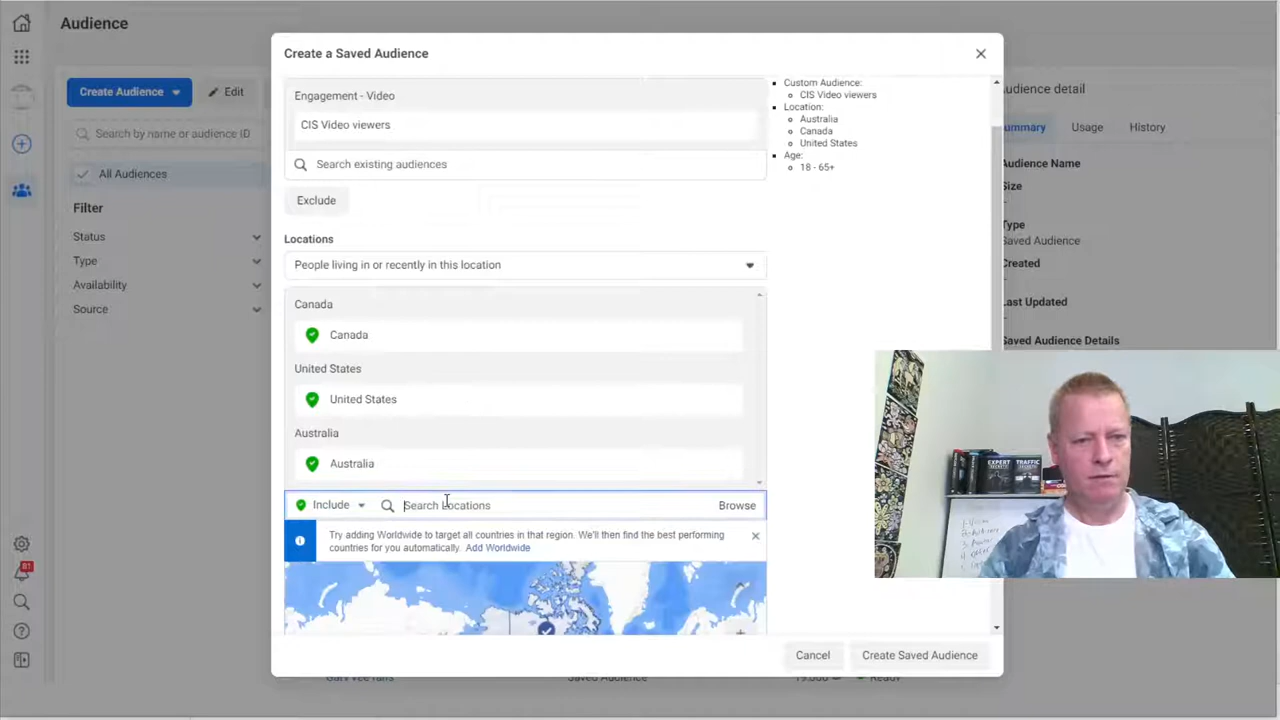 Audience
Create Audience
Edit
Search by name or audience ID
All Audiences
Filter
Status
Type
Availability
Source
81
Create a Saved Audience
Engagement - Video
CIS Video viewers
Search existing audiences
Exclude
Locations
People living in or recently in this location
Canada
Canada
United States
United States
Australia
Australia
Include
Search Locations
Browse
Try adding Worldwide to target all countries in that region. We'll then find the best performing
countries for you automatically. Add Worldwide
Custom Audience:
CIS Video viewers
Location:
Australia
Canada
United States
Age:
18 - 65+
Cancel
Create Saved Audience
Usage
History
Audience Name
Size
Type
Saved Audience
Created
Last Updated
Saved Audience Details
EXPERT
SECRETS
TRAFFIC
SECRETS